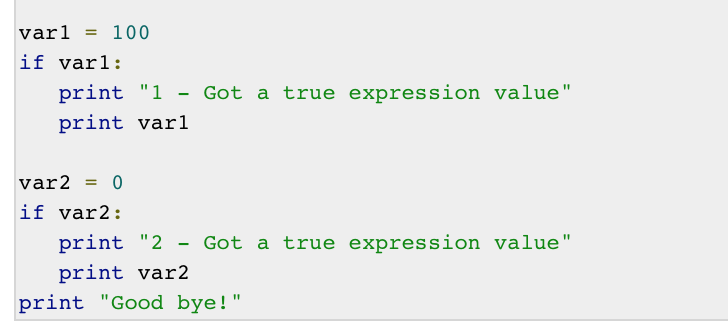 var1 = 100
if var1:
   print "1 - Got a true expression value"
   print var1

var2 = 0
if var2:
   print "2 - Got a true expression value"
   print var2
print "Good bye!"